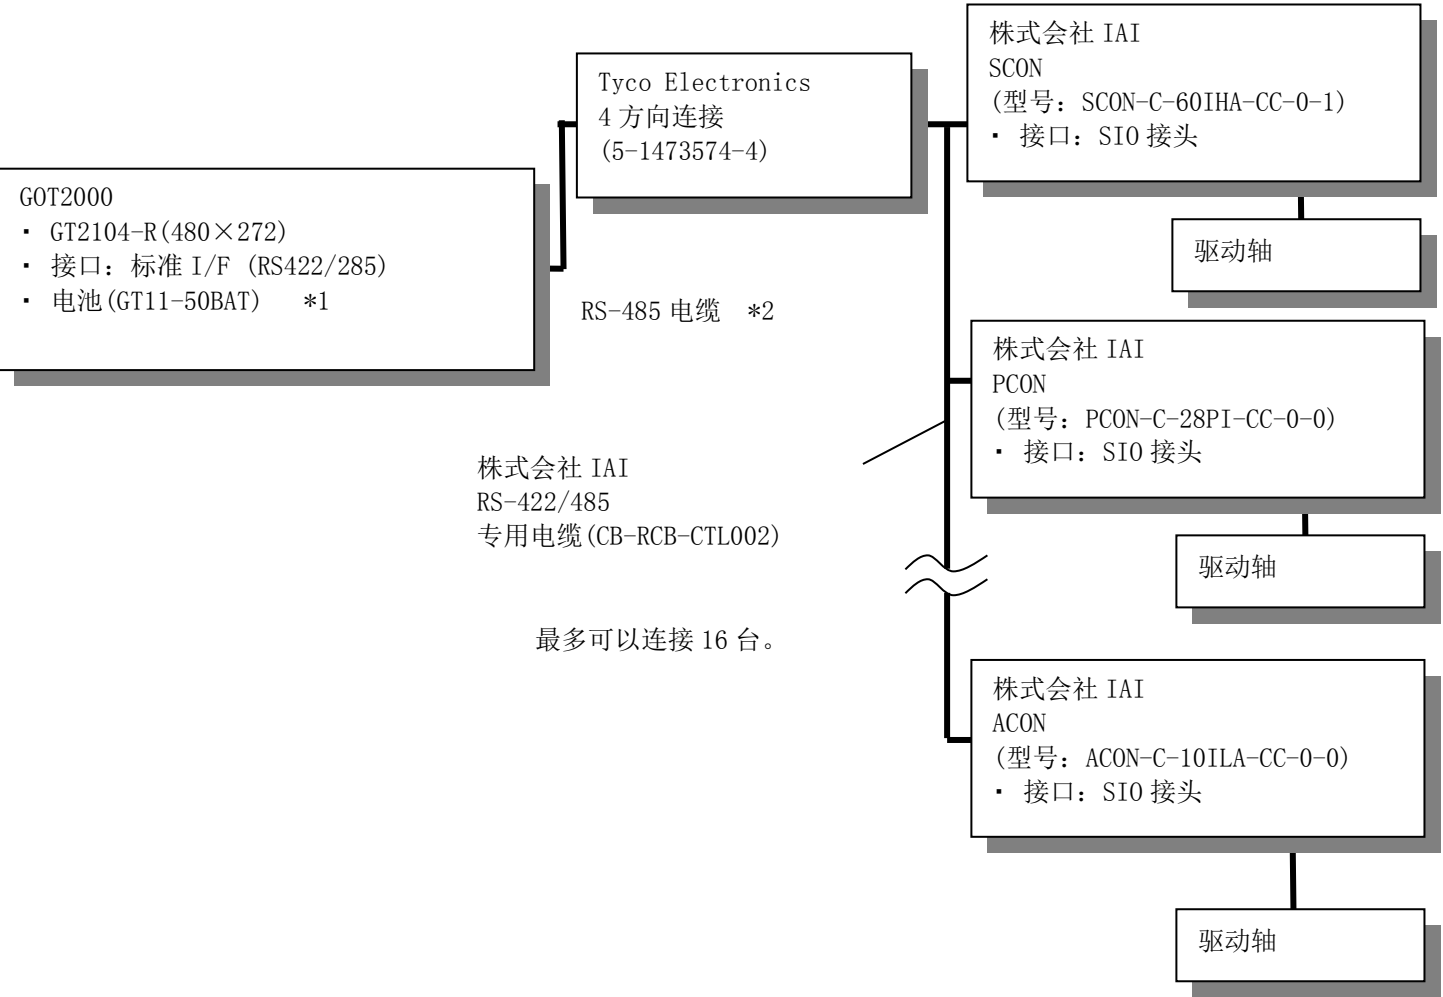 GOT2000
· GT2104-R(480×272)
· 接口: 标准 I/F (RS422/285)
· 电池(GT11-50BAT) *1
Tyco Electronics
4 方向连接
(5-1473574-4)
RS-485 电缆 *2
株式会社 IAI
RS-422/485
专用电缆(CB-RCB-CTL002)
最多可以连接 16 台。
株式会社 IAI
SCON
(型号: SCON-C-60IHA-CC-0-1)
· 接口: SIO 接头
驱动轴
株式会社 IAI
PCON
(型号: PCON-C-28PI-CC-0-0)
· 接口: SIO 接头
驱动轴
株式会社 IAI
ACON
(型号: ACON-C-10ILA-CC-0-0)
· 接口: SIO 接头
驱动轴